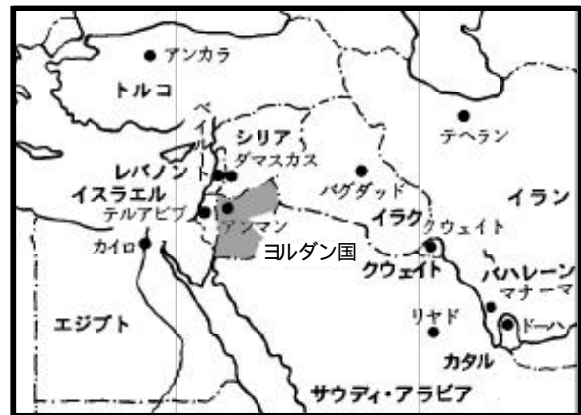 アンカラ
トルコ
ベイルート
シリア
ダマスカス
レバノン
イスラエル
テルアビブ
アンマン
ヨルダン国
カイロ
エジプト
バグダッド
イラク
テヘラン
イラン
クウェイト
クウェイト
バハレーン
マナーマ
リヤド
ドーハ
カタル
サウディ・アラビア